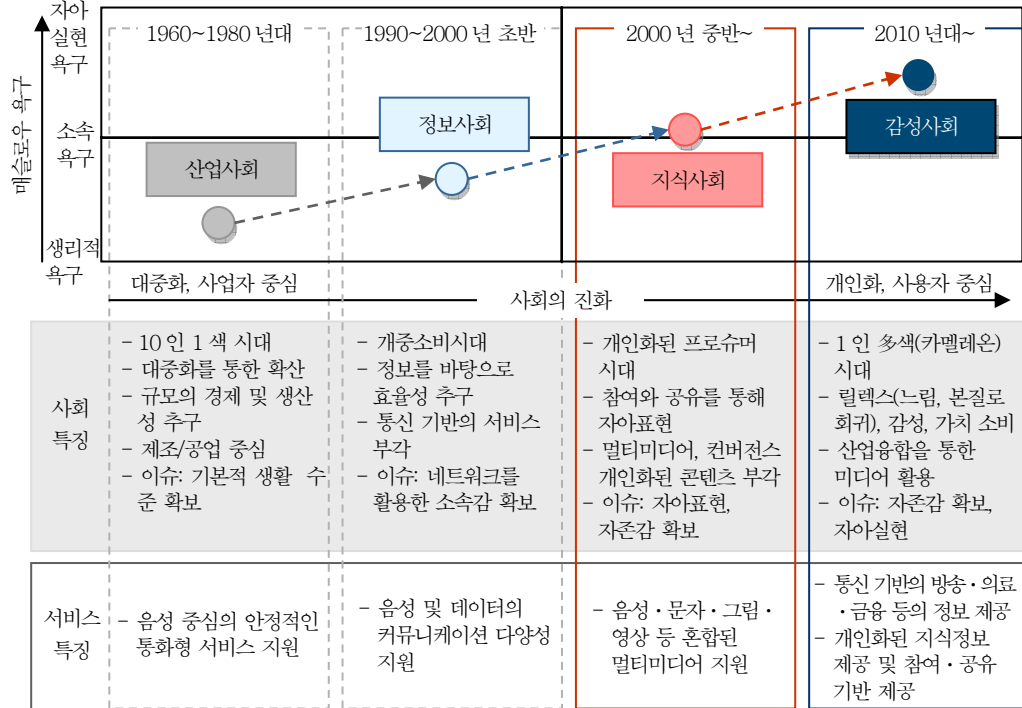 자아
실현
욕구
소속
욕구
생리적
욕구
매슬로우 욕구
1960~1980 년대
1990~2000 년 초반
2000 년 중반~
2010 년대~
산업사회
정보사회
지식사회
감성사회
대중화, 사업자 중심
사회의 진화
개인화, 사용자 중심
사회
특징
- 10 인 1 색 시대
- 대중화를 통한 확산
- 규모의 경제 및 생산
성 추구
- 제조/공업 중심
- 이슈: 기본적 생활 수
준 확보
- 개중소비시대
- 정보를 바탕으로
효율성 추구
- 통신 기반의 서비스
부각
- 이슈: 네트워크를
활용한 소속감 확보
- 개인화된 프로슈머
시대
- 참여와 공유를 통해
자아표현
- 멀티미디어, 컨버전스
개인화된 콘텐츠 부각
- 이슈: 자아표현,
자존감 확보
- 1 인 多색(카멜레온)
시대
- 릴렉스(느림, 본질로
회귀), 감성, 가치 소비
- 산업융합을 통한
미디어 활용
- 이슈: 자존감 확보,
자아실현
서비스
특징
- 음성 중심의 안정적인
통화형 서비스 지원
- 음성 및 데이터의
커뮤니케이션 다양성
지원
- 음성·문자·그림·
영상 등 혼합된
멀티미디어 지원
- 통신 기반의 방송·의료
·금융 등의 정보 제공
- 개인화된 지식정보
제공 및 참여·공유
기반 제공